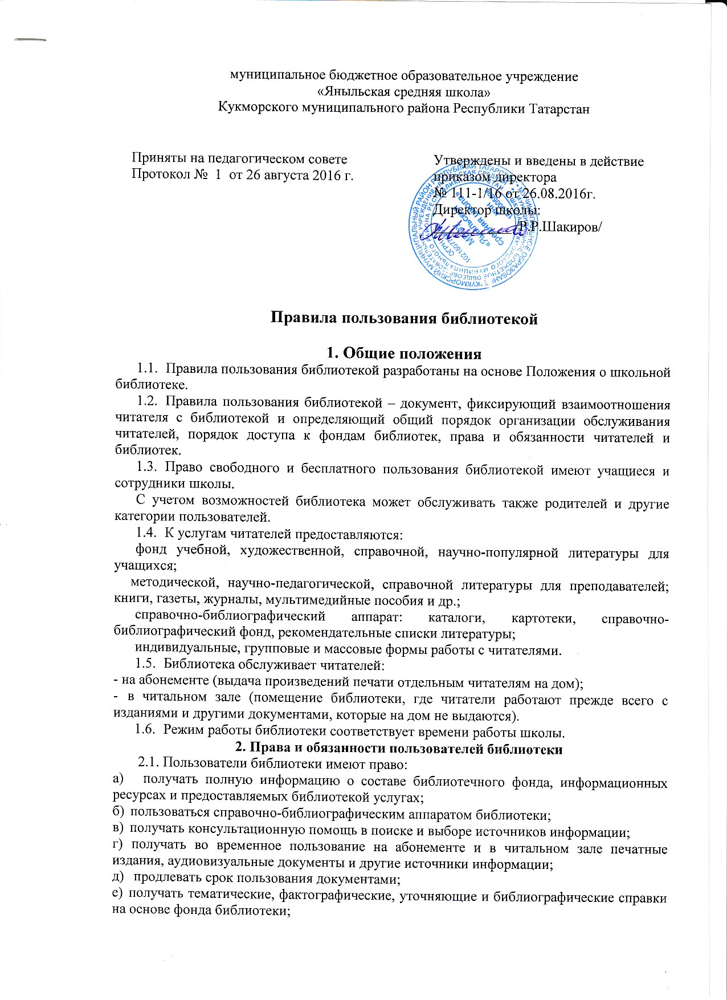 муниципальное бюджетное образовательное учреждение
«Яныльская средняя школа»
Кукморского муниципального района Республики Татарстан
Приняты на педагогическом совете
Протокол № 1 от 26 августа 2016 г.
Утверждены и введены в действие
приказом директора
№ 111-1/16 от 26.08.2016г.
Директор школы:
/Р.Р.Шакиров/
Правила пользования библиотекой
1. Общие положения
1.1. Правила пользования библиотекой разработаны на основе Положения о школьной
библиотеке.
1.2. Правила пользования библиотекой – документ, фиксирующий взаимоотношения
читателя с библиотекой и определяющий общий порядок организации обслуживания
читателей, порядок доступа к фондам библиотек, права и обязанности читателей и
библиотек.
1.3. Право свободного и бесплатного пользования библиотекой имеют учащиеся и
сотрудники школы.
С учетом возможностей библиотека может обслуживать также родителей и другие
категории пользователей.
1.4. К услугам читателей предоставляются:
фонд учебной, художественной, справочной, научно-популярной литературы для
учащихся;
методической, научно-педагогической, справочной литературы для преподавателей;
книги, газеты, журналы, мультимедийные пособия и др.;
справочно-библиографический аппарат: каталоги, картотеки, справочно-
библиографический фонд, рекомендательные списки литературы;
индивидуальные, групповые и массовые формы работы с читателями.
1.5. Библиотека обслуживает читателей:
- на абонементе (выдача произведений печати отдельным читателям на дом);
- в читальном зале (помещение библиотеки, где читатели работают прежде всего с
изданиями и другими документами, которые на дом не выдаются).
1.6. Режим работы библиотеки соответствует времени работы школы.
2. Права и обязанности пользователей библиотеки
2.1. Пользователи библиотеки имеют право:
а) получать полную информацию о составе библиотечного фонда, информационных
ресурсах и предоставляемых библиотекой услугах;
б) пользоваться справочно-библиографическим аппаратом библиотеки;
в) получать консультационную помощь в поиске и выборе источников информации;
г) получать во временное пользование на абонементе и в читальном зале печатные
издания, аудиовизуальные документы и другие источники информации;
д) продлевать срок пользования документами;
е) получать тематические, фактографические, уточняющие и библиографические справки
на основе фонда библиотеки;